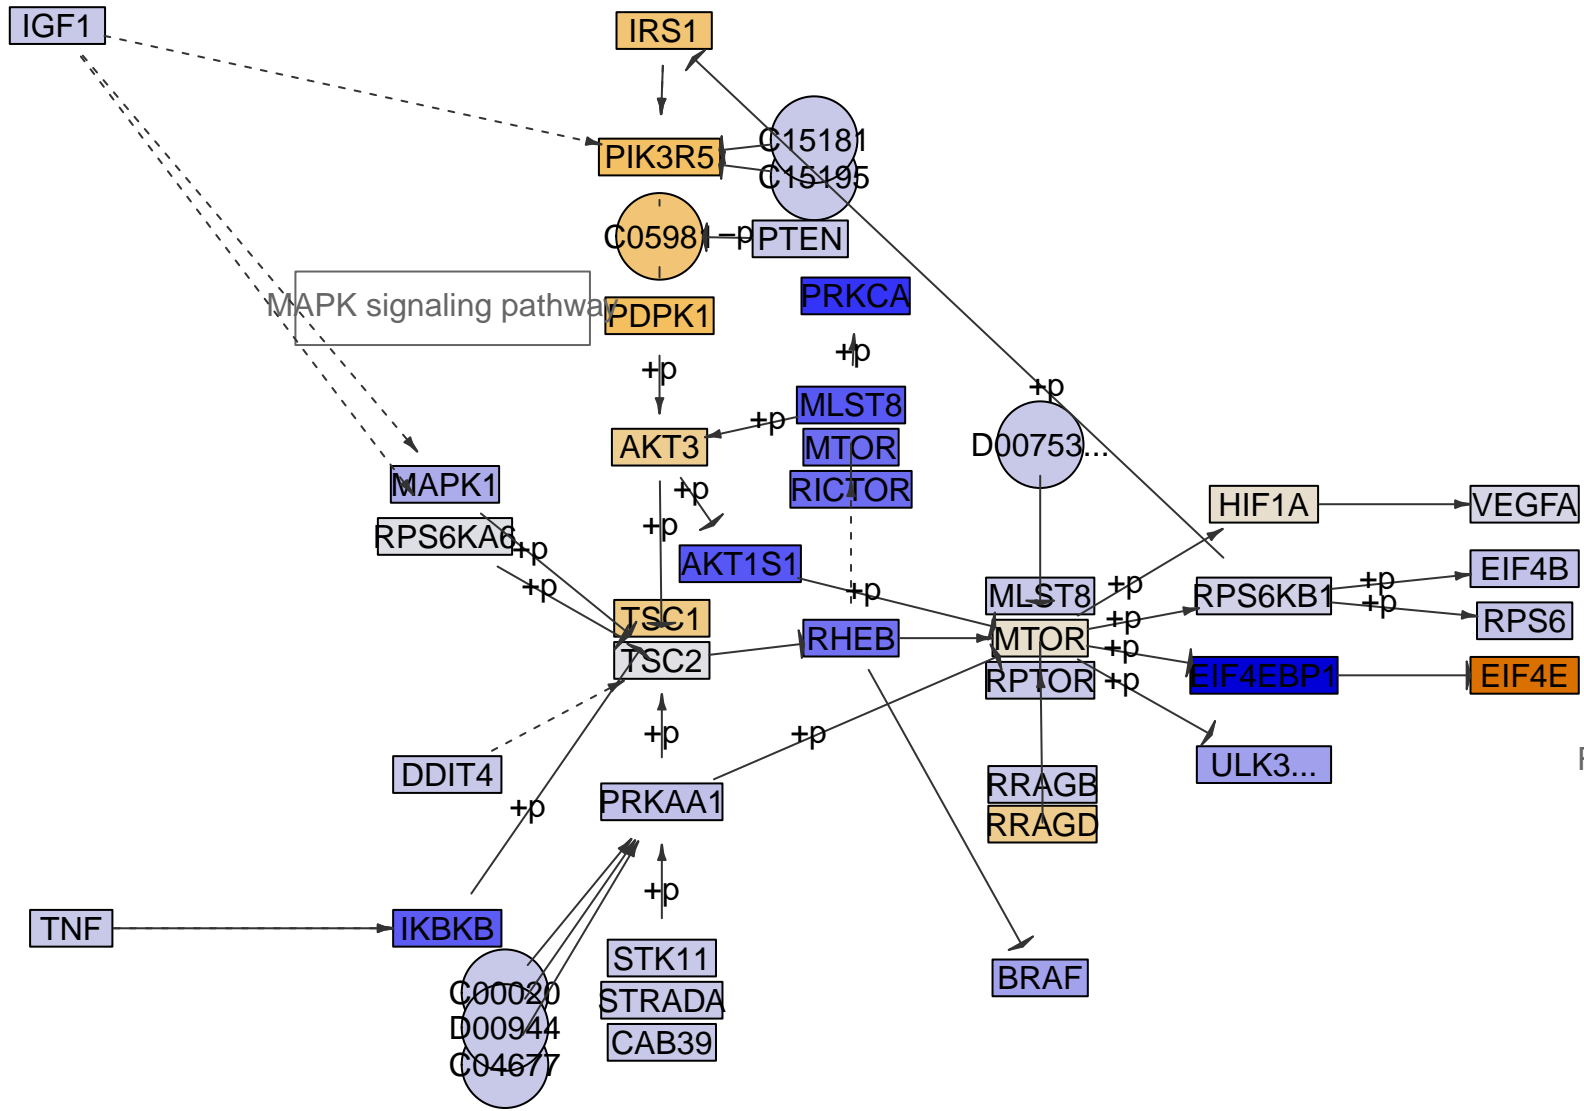 IGF1
IRS1
C15181
PIK3R5
C15195
C05981
−p
PTEN
PRKCA
MAPK signaling pathway
PDPK1
+p
+p
+p
MLST8
+p
AKT3
MTOR
D00753...
MAPK1
RICTOR
+p
HIF1A
VEGFA
RPS6KA6
+p
+p
AKT1S1
EIF4B
+p
+p
+p
+p
MLST8
RPS6KB1
+p
TSC1
+p
RPS6
RHEB
MTOR
+p
TSC2
RPTOR
+p
EIF4EBP1
EIF4E
+p
+p
DDIT4
ULK3...
RRAGB
PRKAA1
+p
RRAGD
+p
TNF
IKBKB
STK11
BRAF
C00020
STRADA
D00944
CAB39
C04677